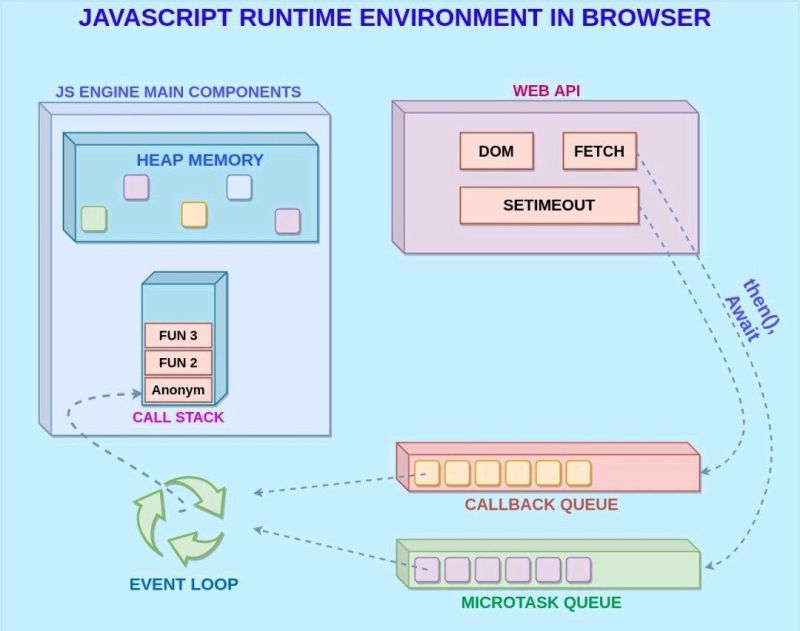 JAVASCRIPT RUNTIME ENVIRONMENT IN BROWSER
JS ENGINE MAIN COMPONENTS
HEAP MEMORY
FUN 3
FUN 2
Anonym
CALL STACK
EVENT LOOP
WEB API
DOM
FETCH
SETIMEOUT
then(),
Await
CALLBACK QUEUE
MICROTASK QUEUE